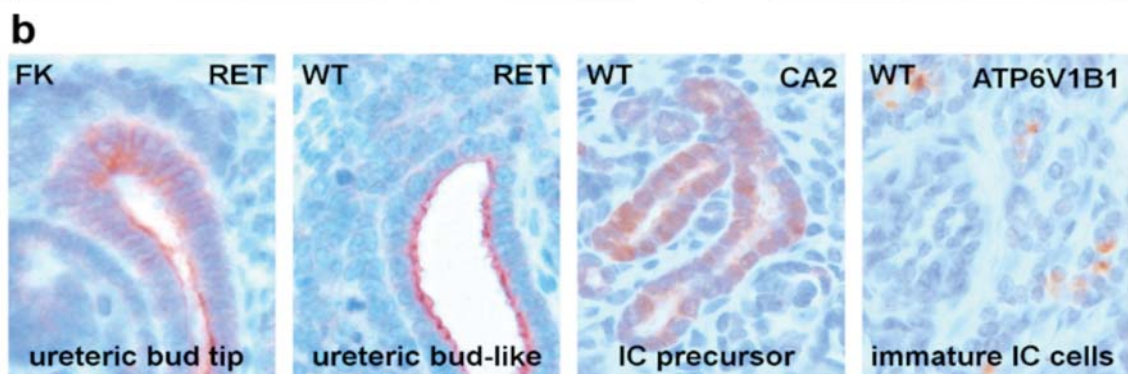 b
FK RET
ureteric bud tip
WT RET
ureteric bud-like
WT CA2
IC precursor
WT ATP6V1B1
immature IC cells